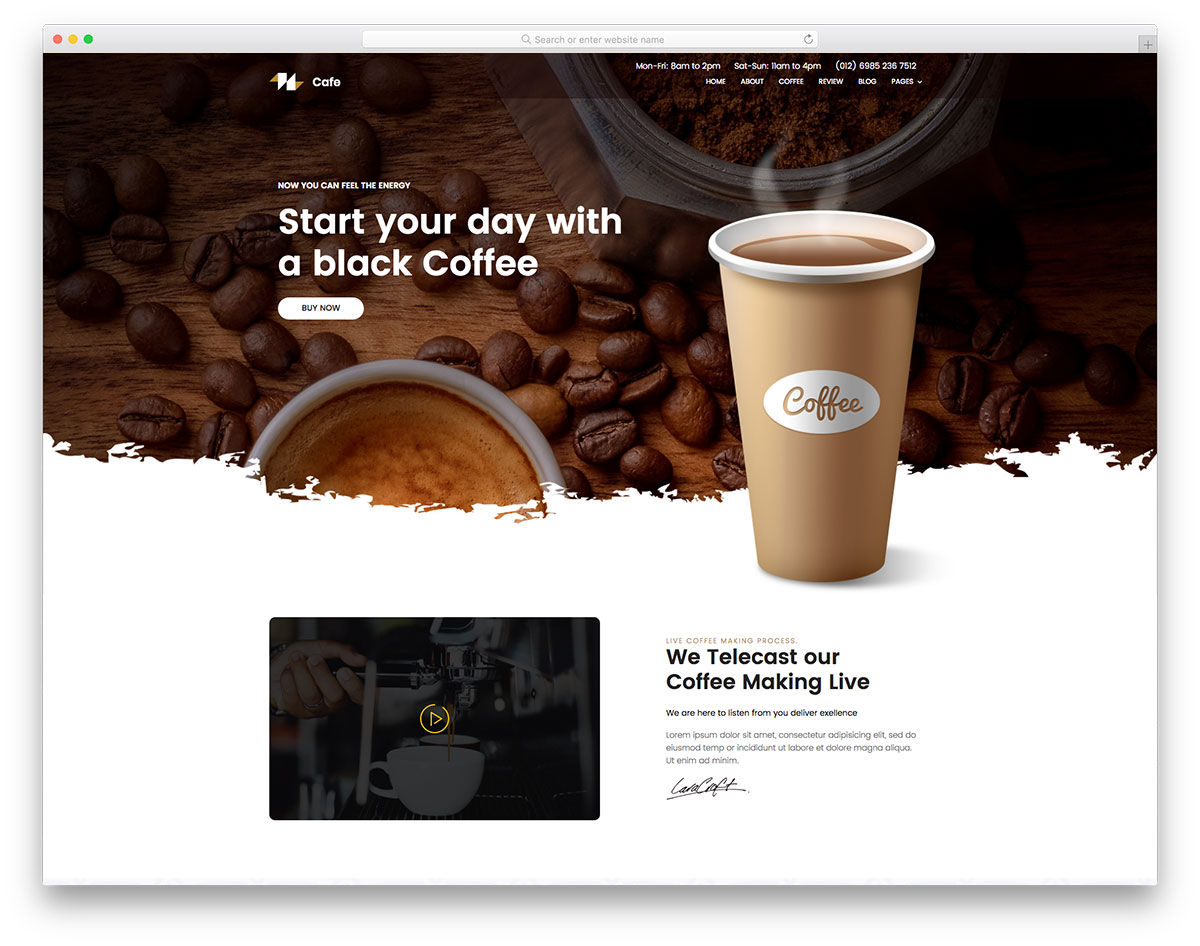 Search or enter website name
Mon-Fri: 8am to 2pm Sat-Sun: 11am to 4pm (012) 6985 236 7512
Cafe
HOME ABOUT COFFEE REVIEW BLOG PAGES
NOW YOU CAN FEEL THE ENERGY
Start your day with
a black Coffee
BUY NOW
Coffee
LIVE COFFEE MAKING PROCESS.
We Telecast our
Coffee Making Live
We are here to listen from you deliver exellence
Lorem ipsum dolor sit amet, consectetur adipisicing elit, sed do
eiusmod temp or incididunt ut labore et dolore magna aliqua.
Ut enim ad minim.